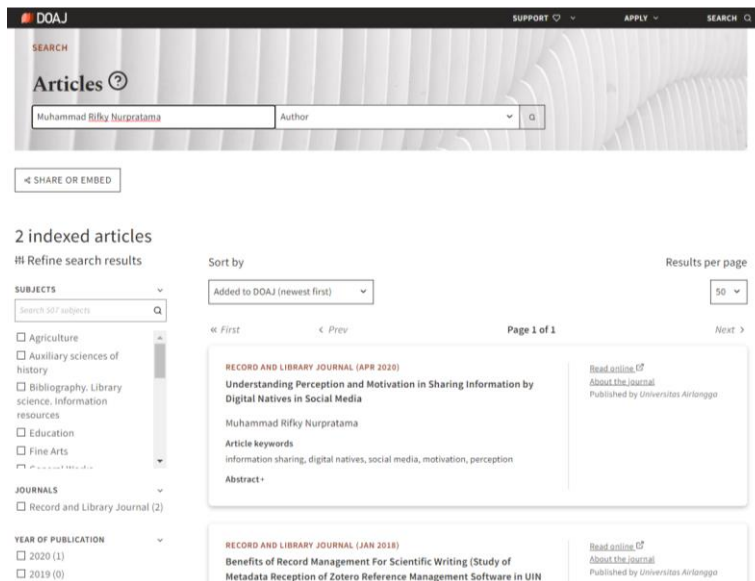 DOAJ
SUPPORT
APPLY
SEARCH
SEARCH
Articles ?
Muhammad Rifky Nurpratama
Author
SHARE OR EMBED
2 indexed articles
Refine search results
Sort by
Results per page
SUBJECTS
Added to DOAJ (newest first)
50
Search 507 subjects
« First
‹ Prev
Page 1 of 1
Next ›
Agriculture
Auxiliary sciences of
history
Bibliography. Library
science. Information
resources
Education
Fine Arts
RECORD AND LIBRARY JOURNAL (APR 2020)
Understanding Perception and Motivation in Sharing Information by
Digital Natives in Social Media
Muhammad Rifky Nurpratama
Article keywords
information sharing, digital natives, social media, motivation, perception
Abstract+
Read online
About the journal
Published by Universitas Airlangga
JOURNALS
Record and Library Journal (2)
YEAR OF PUBLICATION
2020 (1)
2019 (0)
RECORD AND LIBRARY JOURNAL (JAN 2018)
Benefits of Record Management For Scientific Writing (Study of
Metadata Reception of Zotero Reference Management Software in UIN
Read online
About the journal
Published by Universitas Airlangga